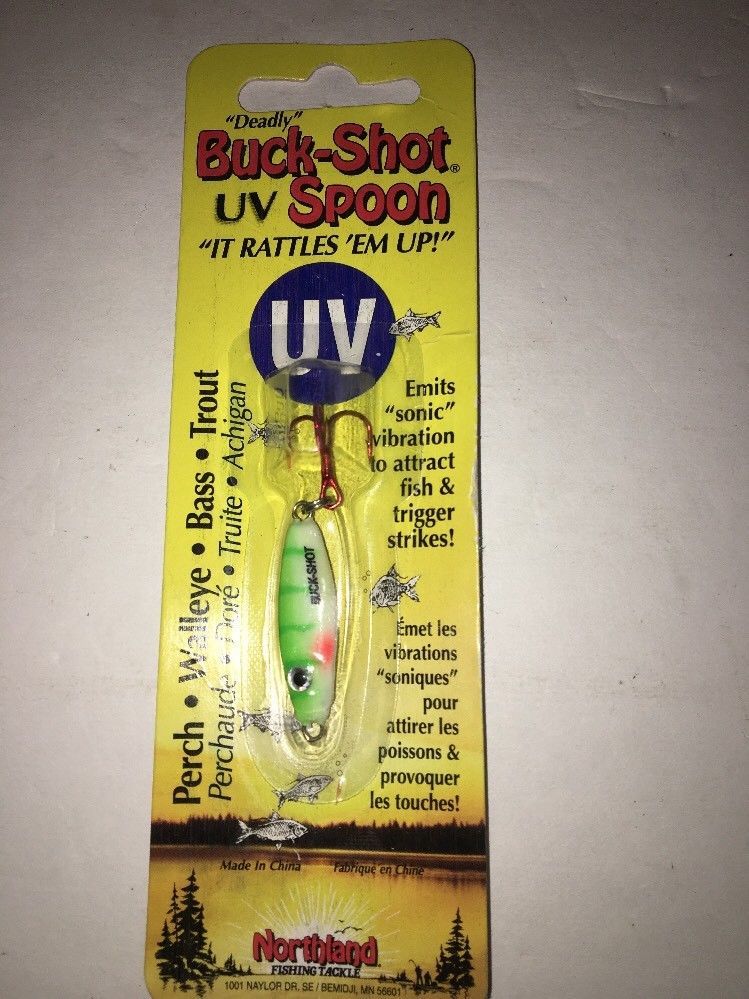 "Deadly"
Buck-Shot®
UV Spoon
"IT RATTLES 'EM UP!"
UV
Emits
"sonic"
vibration
to attract
fish &
trigger
strikes!
Perch • Walleye • Bass • Trout
Perchaude • Doré • Truite • Achigan
BUCK-SHOT
Émet les
vibrations
"soniques"
pour
attirer les
poissons &
provoquer
les touches!
Made In China
Fabriqué en Chine
Northland
FISHING TACKLE
1001 NAYLOR DR. SE / BEMIDJI, MN 56601